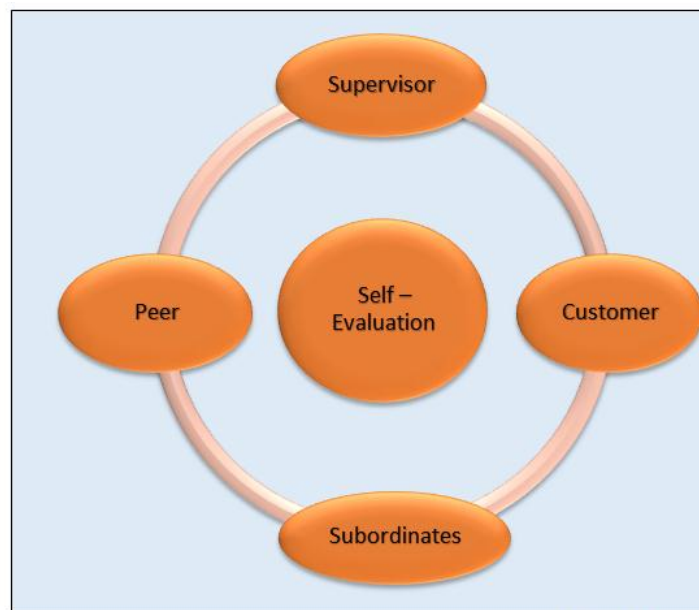 Supervisor
Peer
Self –
Evaluation
Customer
Subordinates